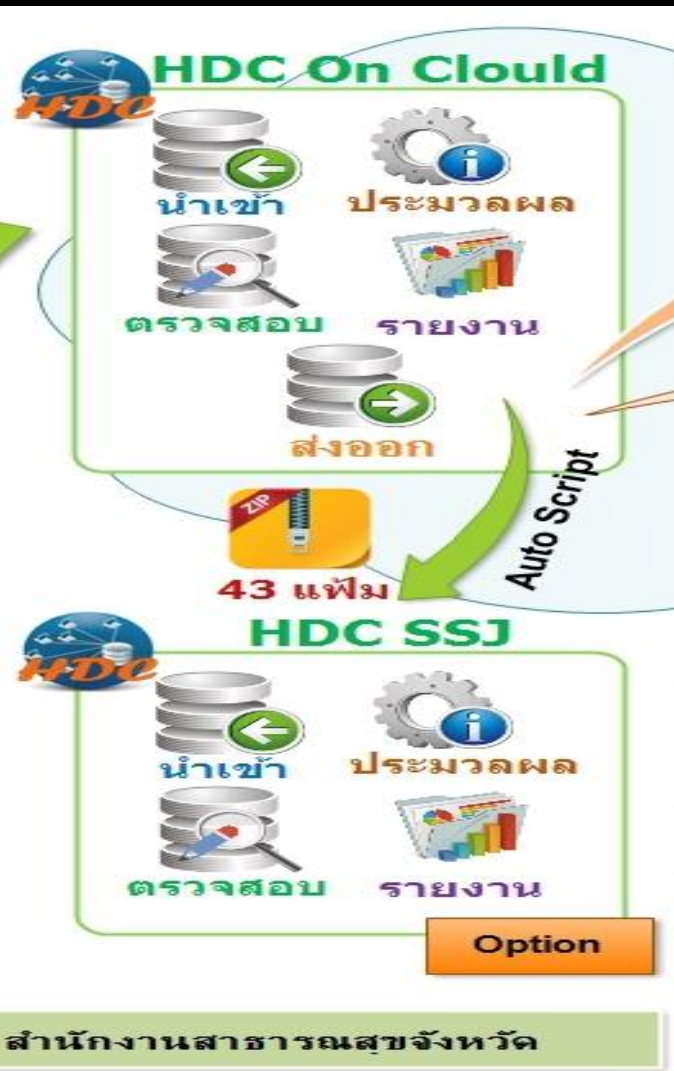 HDC On Clould
HDC
นำเข้า ประมวลผล
ตรวจสอบ รายงาน
ส่งออก
Auto Script
ZIP
43 แฟ้ม
HDC SSJ
HDC
นำเข้า ประมวลผล
ตรวจสอบ รายงาน
Option
สำนักงานสาธารณสุขจังหวัด